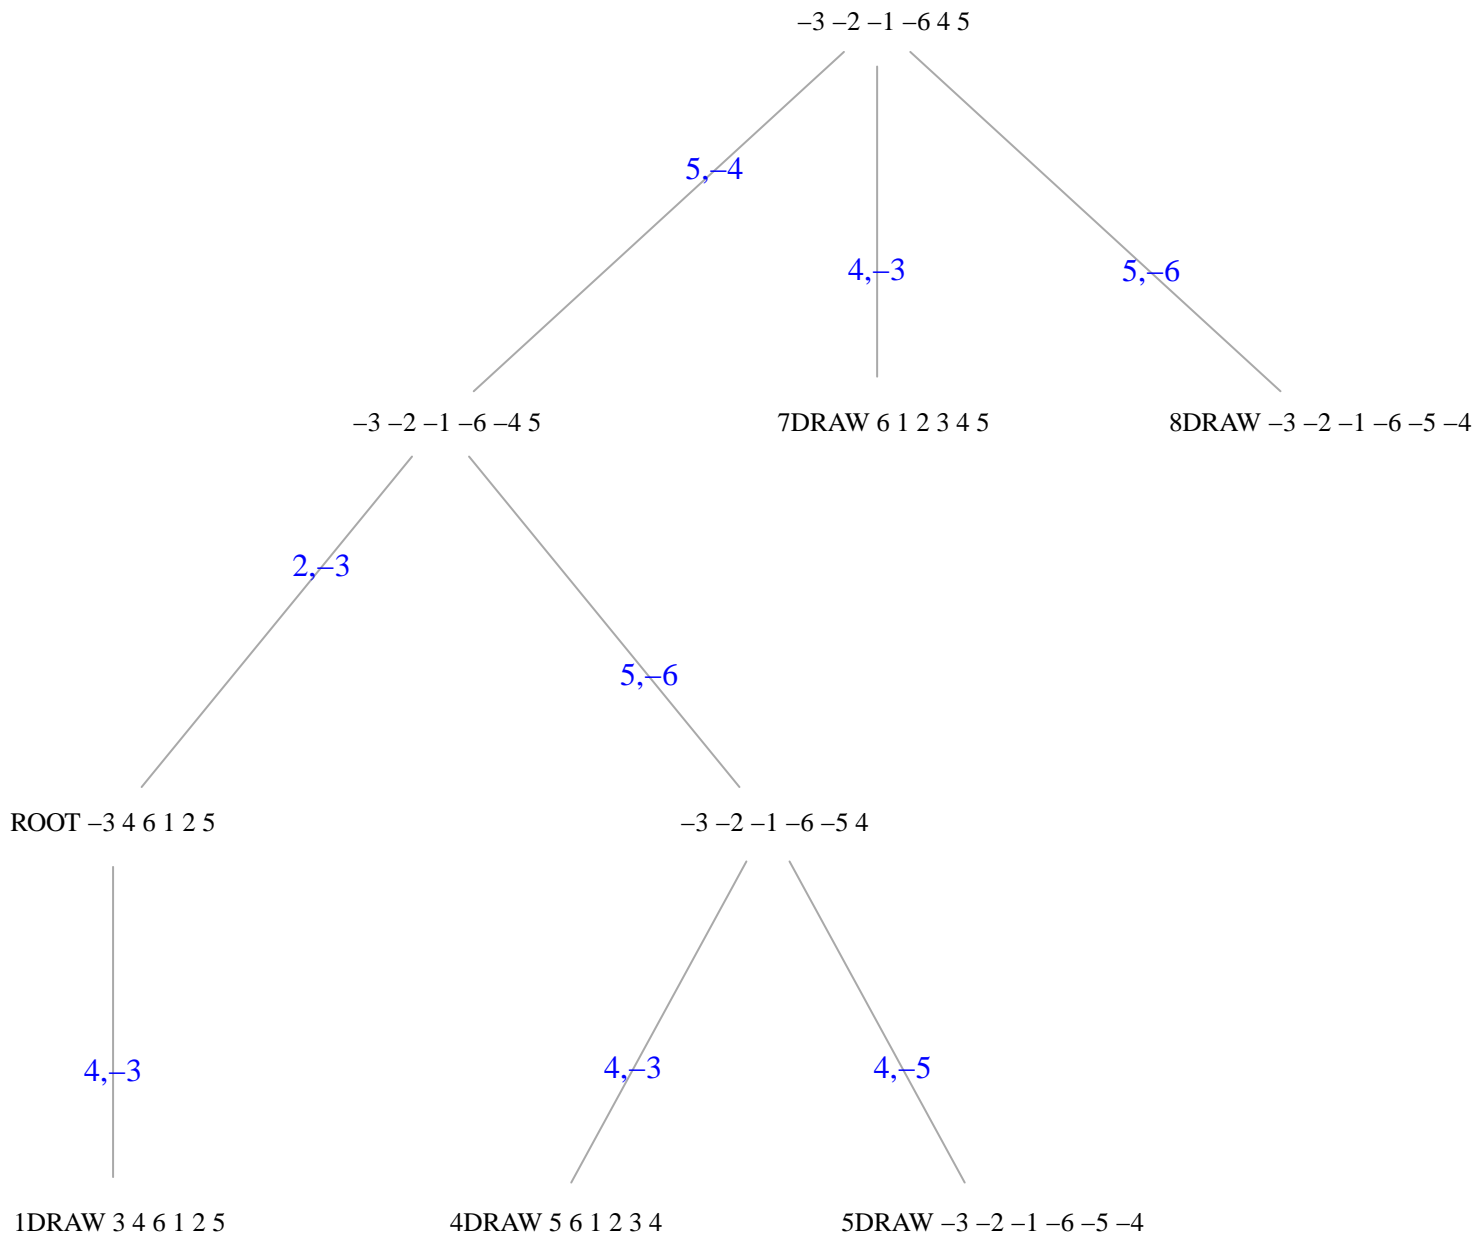 –3 –2 –1 –6 4 5
5,–4
4,–3
5,–6
–3 –2 –1 –6 –4 5
7DRAW 6 1 2 3 4 5
8DRAW –3 –2 –1 –6 –5 –4
2,–3
5,–6
ROOT –3 4 6 1 2 5
–3 –2 –1 –6 –5 4
4,–3
4,–3
4,–5
1DRAW 3 4 6 1 2 5
4DRAW 5 6 1 2 3 4
5DRAW –3 –2 –1 –6 –5 –4